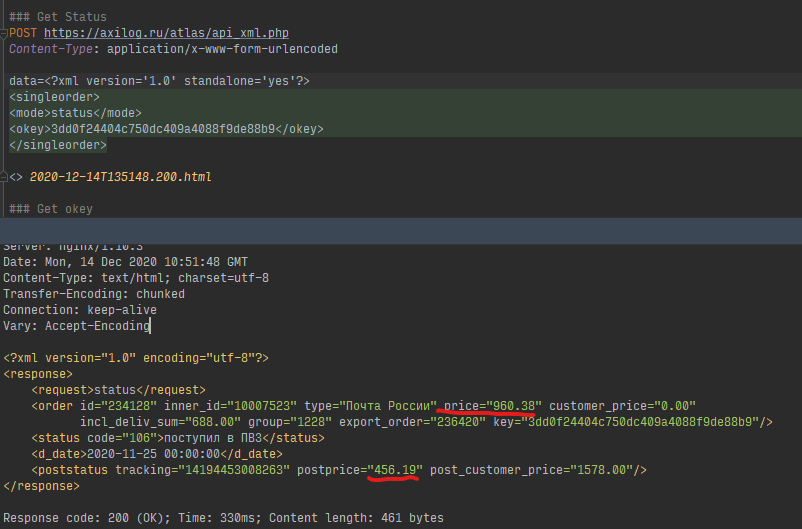 ### Get Status
POST https://axilog.ru/atlas/api_xml.php
Content-Type: application/x-www-form-urlencoded
data=<?xml version='1.0' standalone='yes'?>
<singleorder>
<mode>status</mode>
<okey>3dd0f24404c750dc409a4088f9de88b9</okey>
</singleorder>
<> 2020-12-14T135148.200.html
### Get okey
Server: nginx/1.10.3
Date: Mon, 14 Dec 2020 10:51:48 GMT
Content-Type: text/html; charset=utf-8
Transfer-Encoding: chunked
Connection: keep-alive
Vary: Accept-Encoding
<?xml version="1.0" encoding="utf-8"?>
<response>
<request>status</request>
<order id="234128" inner_id="10007523" type="Почта России" price="960.38" customer_price="0.00"
incl_deliv_sum="688.00" group="1228" export_order="236420" key="3dd0f24404c750dc409a4088f9de88b9"/>
<status code="106">поступил в ПВЗ</status>
<d_date>2020-11-25 00:00:00</d_date>
<poststatus tracking="14194453008263" postprice="456.19" post_customer_price="1578.00"/>
</response>
Response code: 200 (OK); Time: 330ms; Content length: 461 bytes